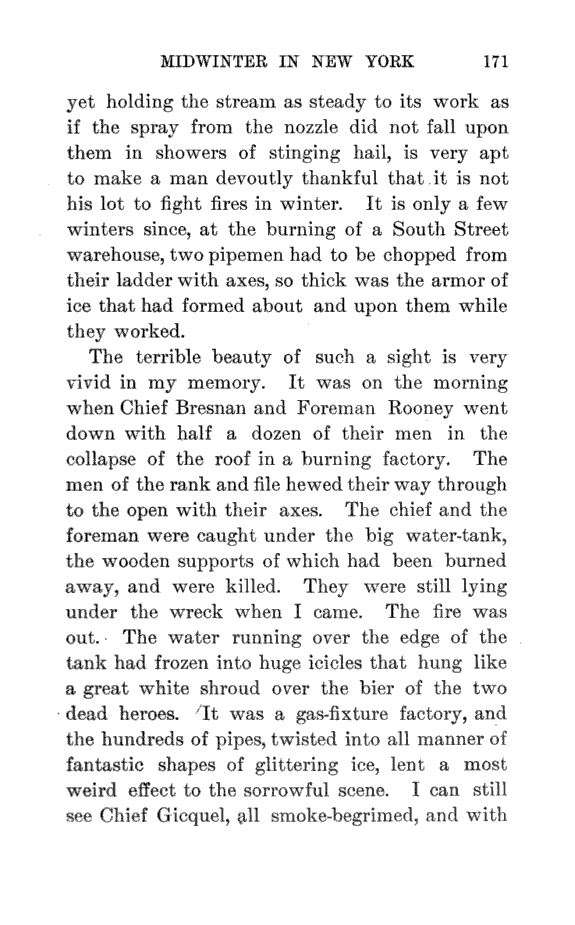 MIDWINTER IN NEW YORK 171
yet holding the stream as steady to its work as
if the spray from the nozzle did not fall upon
them in showers of stinging hail, is very apt
to make a man devoutly thankful that it is not
his lot to fight fires in winter. It is only a few
winters since, at the burning of a South Street
warehouse, two pipemen had to be chopped from
their ladder with axes, so thick was the armor of
ice that had formed about and upon them while
they worked.
The terrible beauty of such a sight is very
vivid in my memory. It was on the morning
when Chief Bresnan and Foreman Rooney went
down with half a dozen of their men in the
collapse of the roof in a burning factory. The
men of the rank and file hewed their way through
to the open with their axes. The chief and the
foreman were caught under the big water-tank,
the wooden supports of which had been burned
away, and were killed. They were still lying
under the wreck when I came. The fire was
out. The water running over the edge of the
tank had frozen into huge icicles that hung like
a great white shroud over the bier of the two
dead heroes. It was a gas-fixture factory, and
the hundreds of pipes, twisted into all manner of
fantastic shapes of glittering ice, lent a most
weird effect to the sorrowful scene. I can still
see Chief Gicquel, all smoke-begrimed, and with